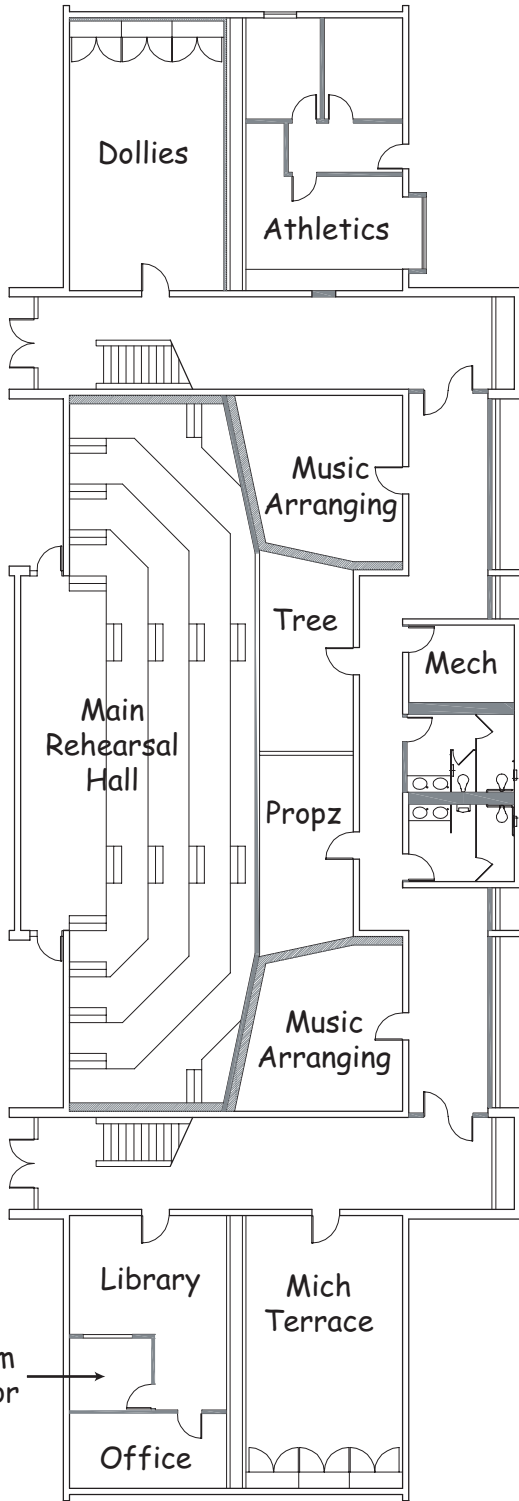 Dollies
Athletics
Music
Arranging
Tree
Mech
Main
Rehearsal
Hall
Propz
Music
Arranging
Library
Mich
Terrace
Office